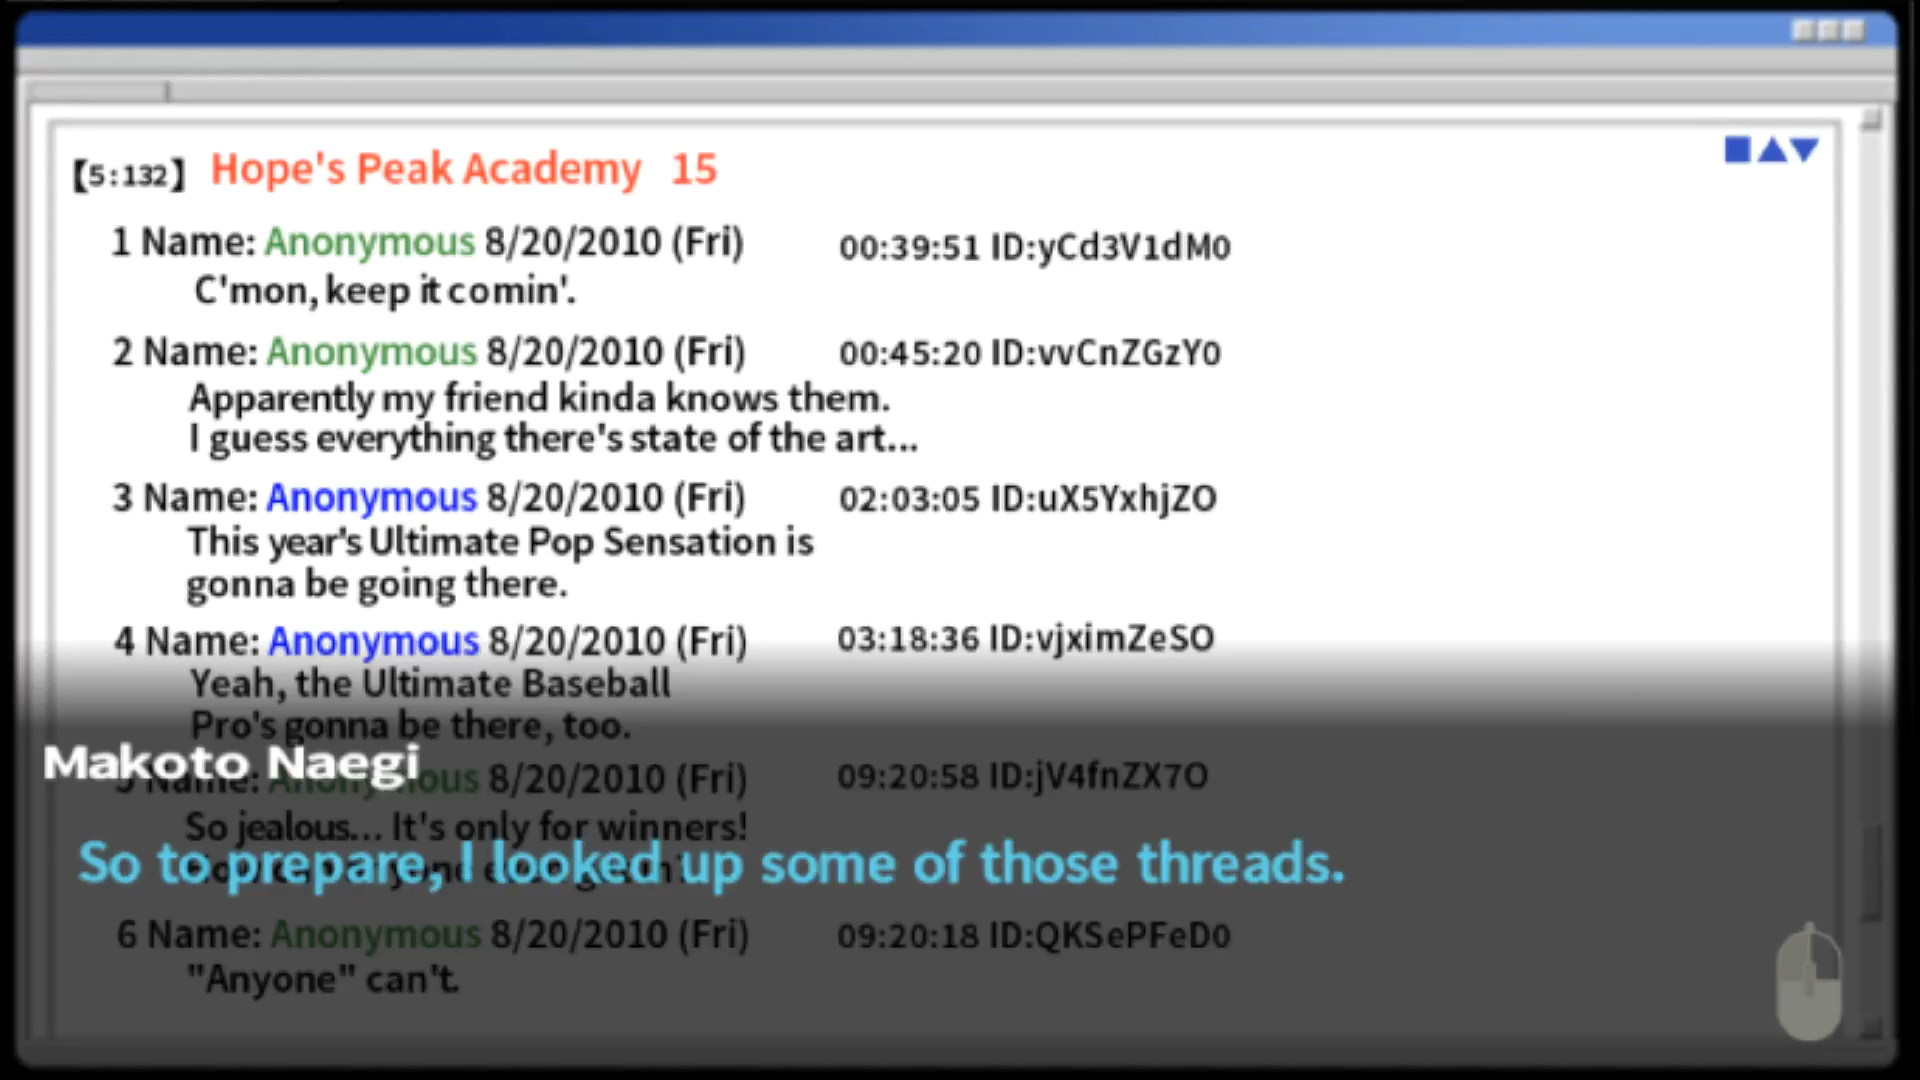 【5:132】 Hope's Peak Academy 15
1 Name: Anonymous 8/20/2010 (Fri) 00:39:51 ID:yCd3V1dM0
C'mon, keep it comin'.
2 Name: Anonymous 8/20/2010 (Fri) 00:45:20 ID:vvCnZGzY0
Apparently my friend kinda knows them.
I guess everything there's state of the art...
3 Name: Anonymous 8/20/2010 (Fri) 02:03:05 ID:uX5YxhjZO
This year's Ultimate Pop Sensation is
gonna be going there.
4 Name: Anonymous 8/20/2010 (Fri) 03:18:36 ID:vjximZeSO
Yeah, the Ultimate Baseball
Pro's gonna be there, too.
Makoto Naegi
5 Name: Anonymous 8/20/2010 (Fri) 09:20:58 ID:jV4fnZX7O
So jealous... It's only for winners!
So to prepare, I looked up some of those threads.
6 Name: Anonymous 8/20/2010 (Fri) 09:20:18 ID:QKSePFeD0
"Anyone" can't.